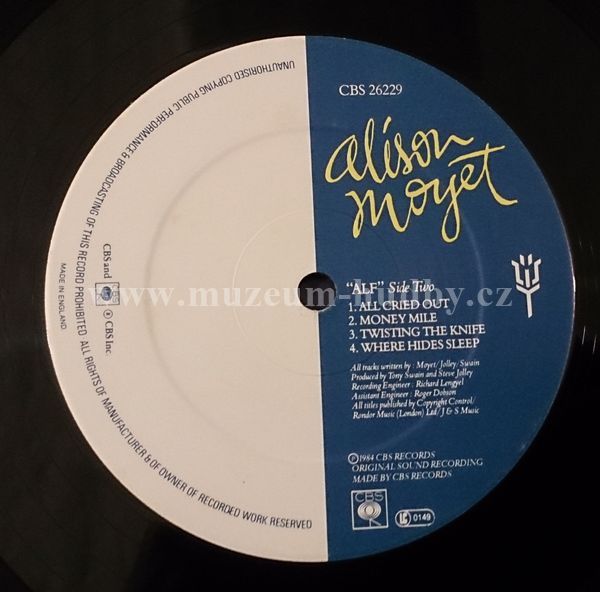 CBS 26229
alison
moyet
"ALF" Side Two
1. ALL CRIED OUT
2. MONEY MILE
3. TWISTING THE KNIFE
4. WHERE HIDES SLEEP
All tracks written by : Moyet/Jolley/Swain
Produced by Tony Swain and Steve Jolley
Recording Engineer : Richard Lengyel
Assistant Engineer : Roger Dobson
All titles published by Copyright Control/
Rondor Music (London) Ltd/J & S Music
℗1984 CBS RECORDS
ORIGINAL SOUND RECORDING
MADE BY CBS RECORDS
CBS
0149
UNAUTHORISED COPYING PUBLIC PERFORMANCE & BROADCASTING OF THIS RECORD PROHIBITED ALL RIGHTS OF MANUFACTURER & OF OWNER OF RECORDED WORK RESERVED
MADE IN ENGLAND
CBS and CBS ® CBS Inc.
www.muzeum-hudby.cz